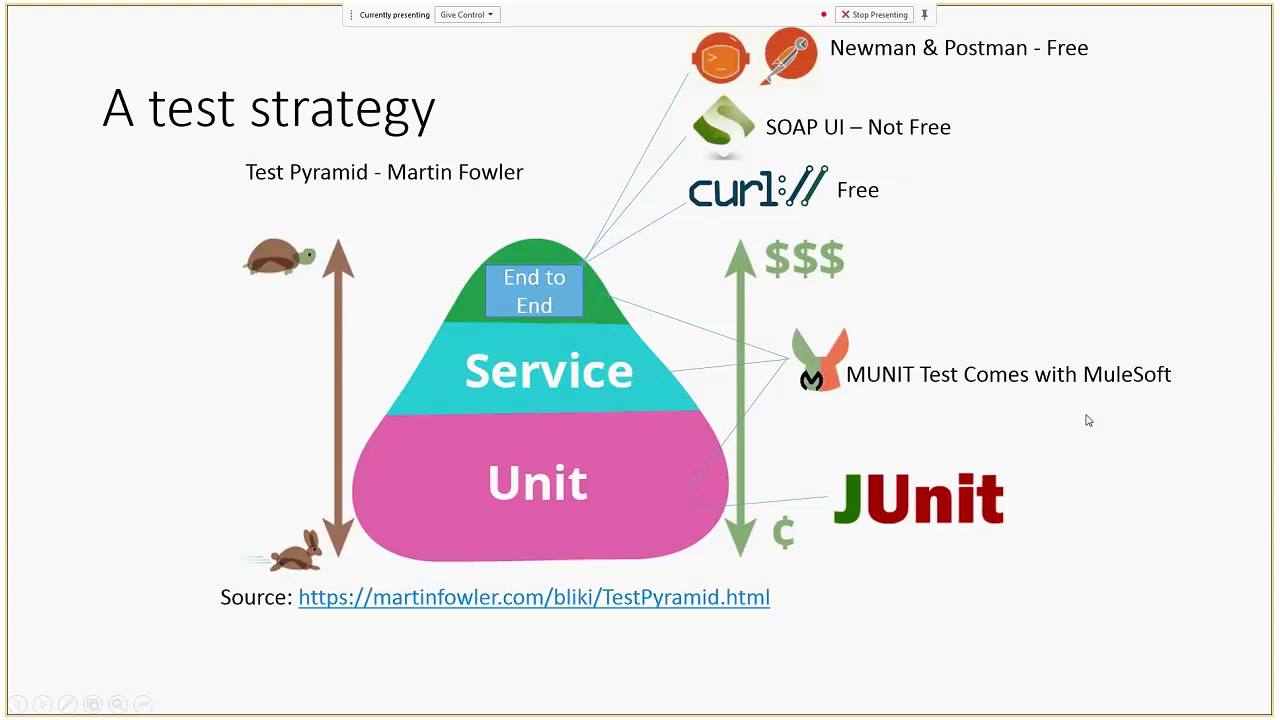 Currently presenting
Give Control
Stop Presenting
Newman & Postman - Free
A test strategy
SOAP UI – Not Free
Test Pyramid - Martin Fowler
curl://
Free
$$$
End to
End
Service
MUNIT Test Comes with MuleSoft
Unit
JUnit
¢
Source: https://martinfowler.com/bliki/TestPyramid.html